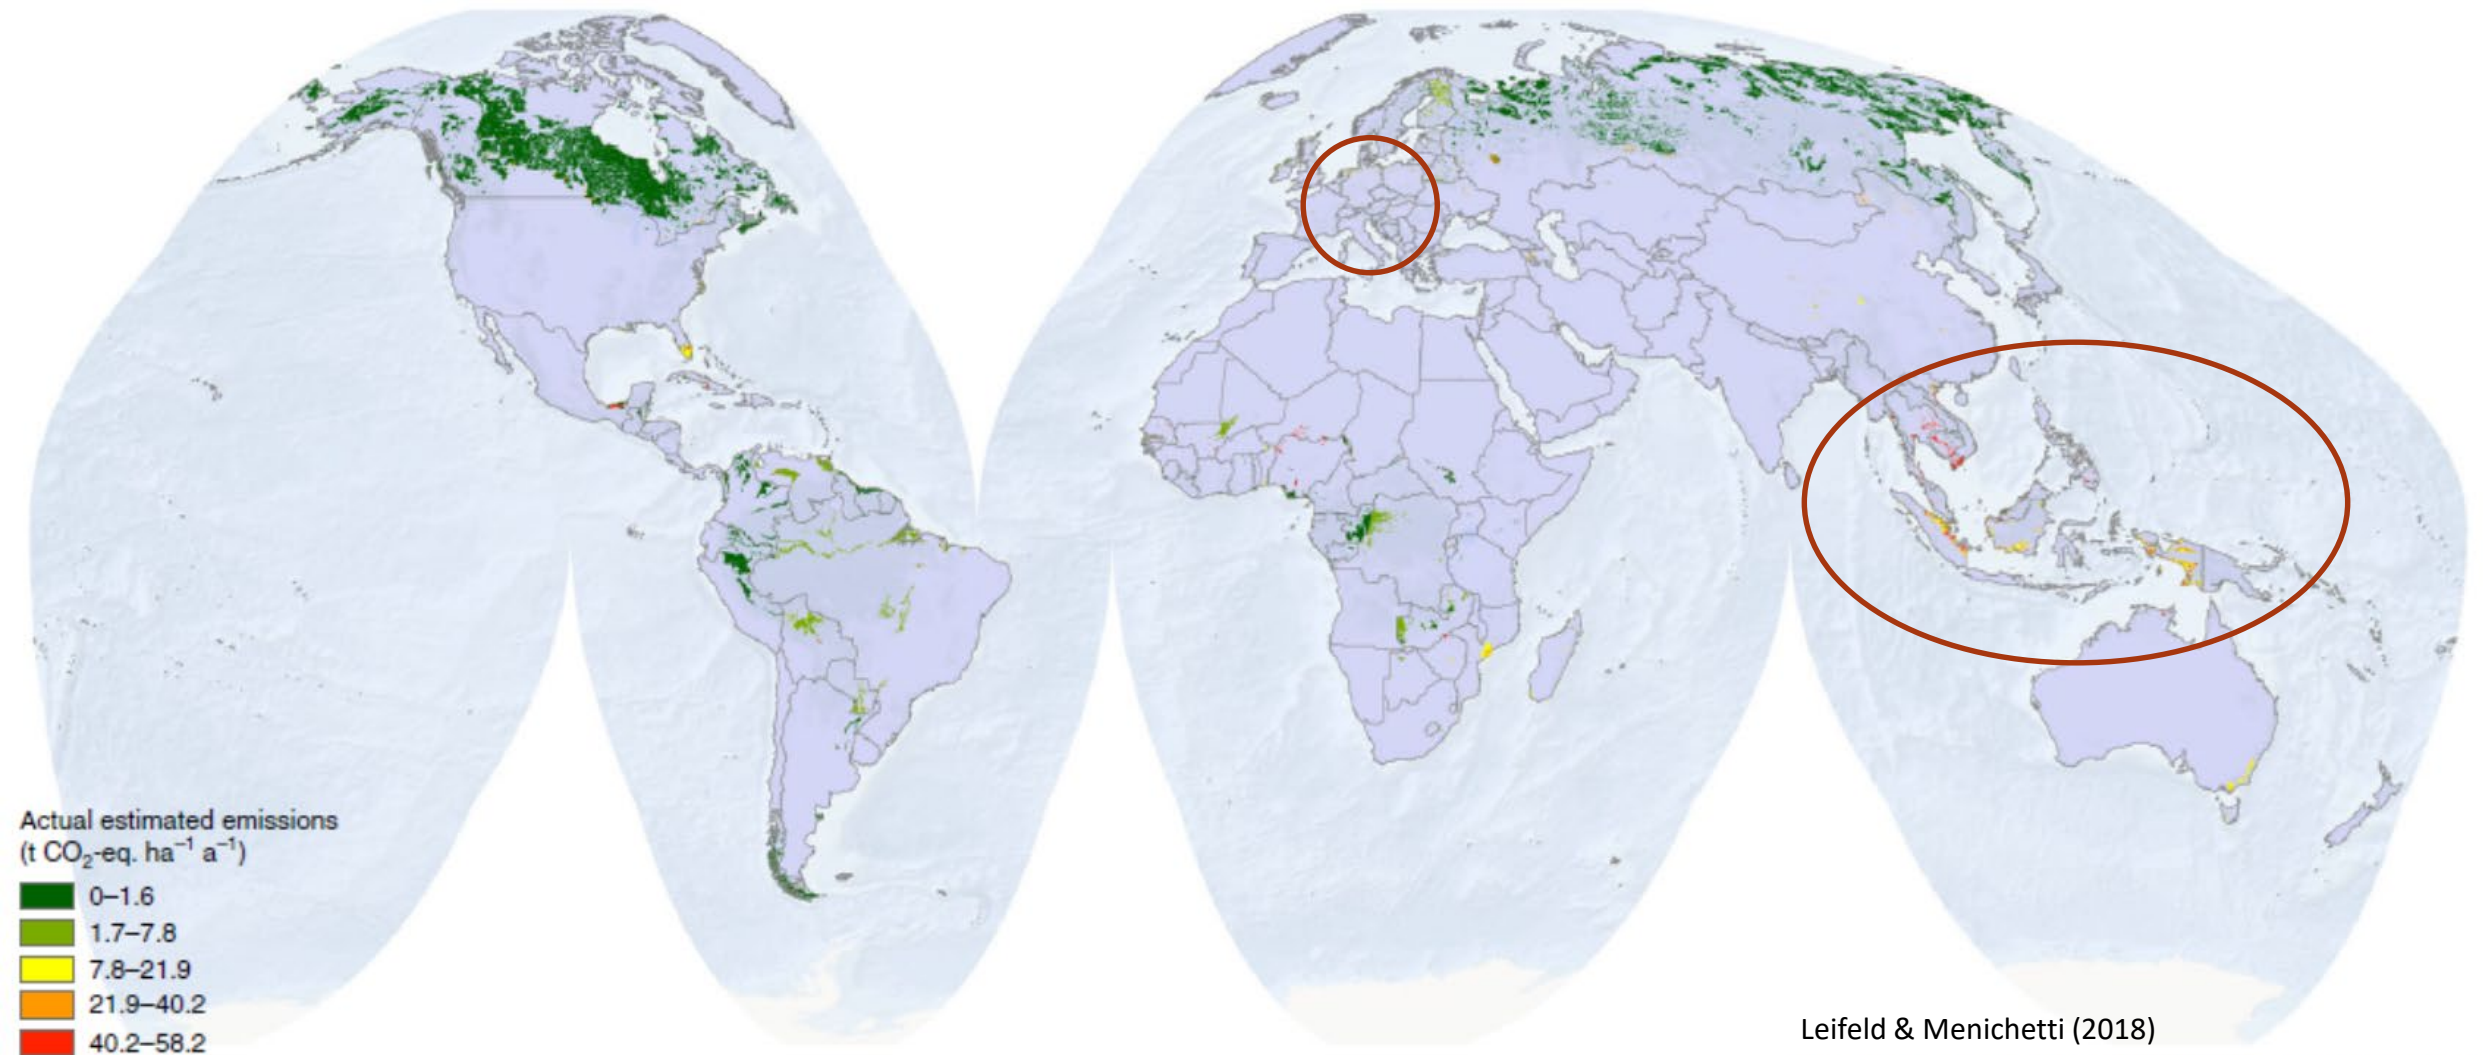 Actual estimated emissions
(t CO₂-eq. ha⁻¹ a⁻¹)
0–1.6
1.7–7.8
7.8–21.9
21.9–40.2
40.2–58.2
Leifeld & Menichetti (2018)